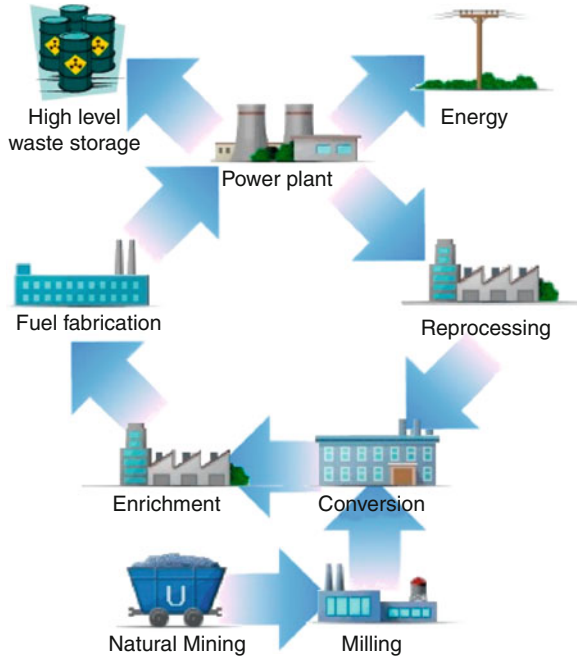 High level
waste storage
Energy
Power plant
Fuel fabrication
Reprocessing
Enrichment
Conversion
U
Natural Mining
Milling